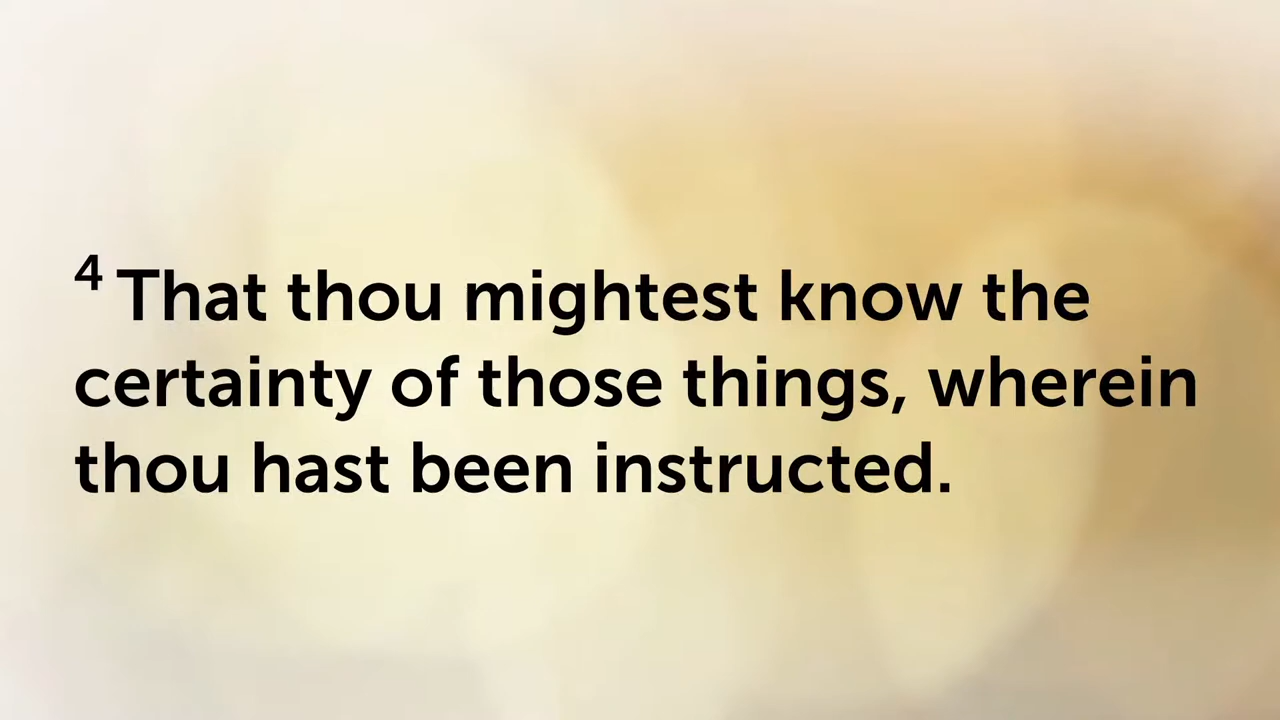 4 That thou mightest know the
certainty of those things, wherein
thou hast been instructed.